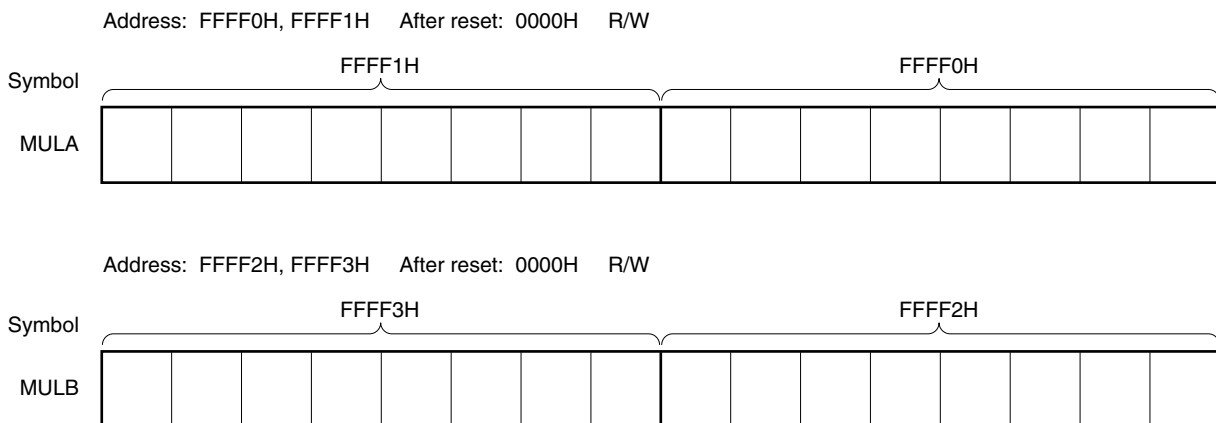 Address: FFFF0H, FFFF1H After reset: 0000H R/W
Symbol FFFF1H FFFF0H
MULA
Address: FFFF2H, FFFF3H After reset: 0000H R/W
Symbol FFFF3H FFFF2H
MULB